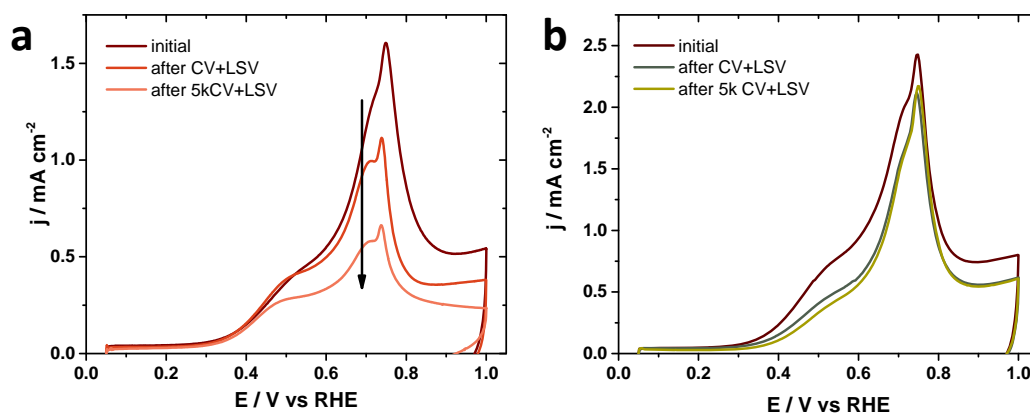 a
initial
after CV+LSV
after 5kCV+LSV
j / mA cm⁻²
1.5
1.0
0.5
0.0
0.0 0.2 0.4 0.6 0.8 1.0
E / V vs RHE
b
initial
after CV+LSV
after 5k CV+LSV
j / mA cm⁻²
2.5
2.0
1.5
1.0
0.5
0.0
0.0 0.2 0.4 0.6 0.8 1.0
E / V vs RHE